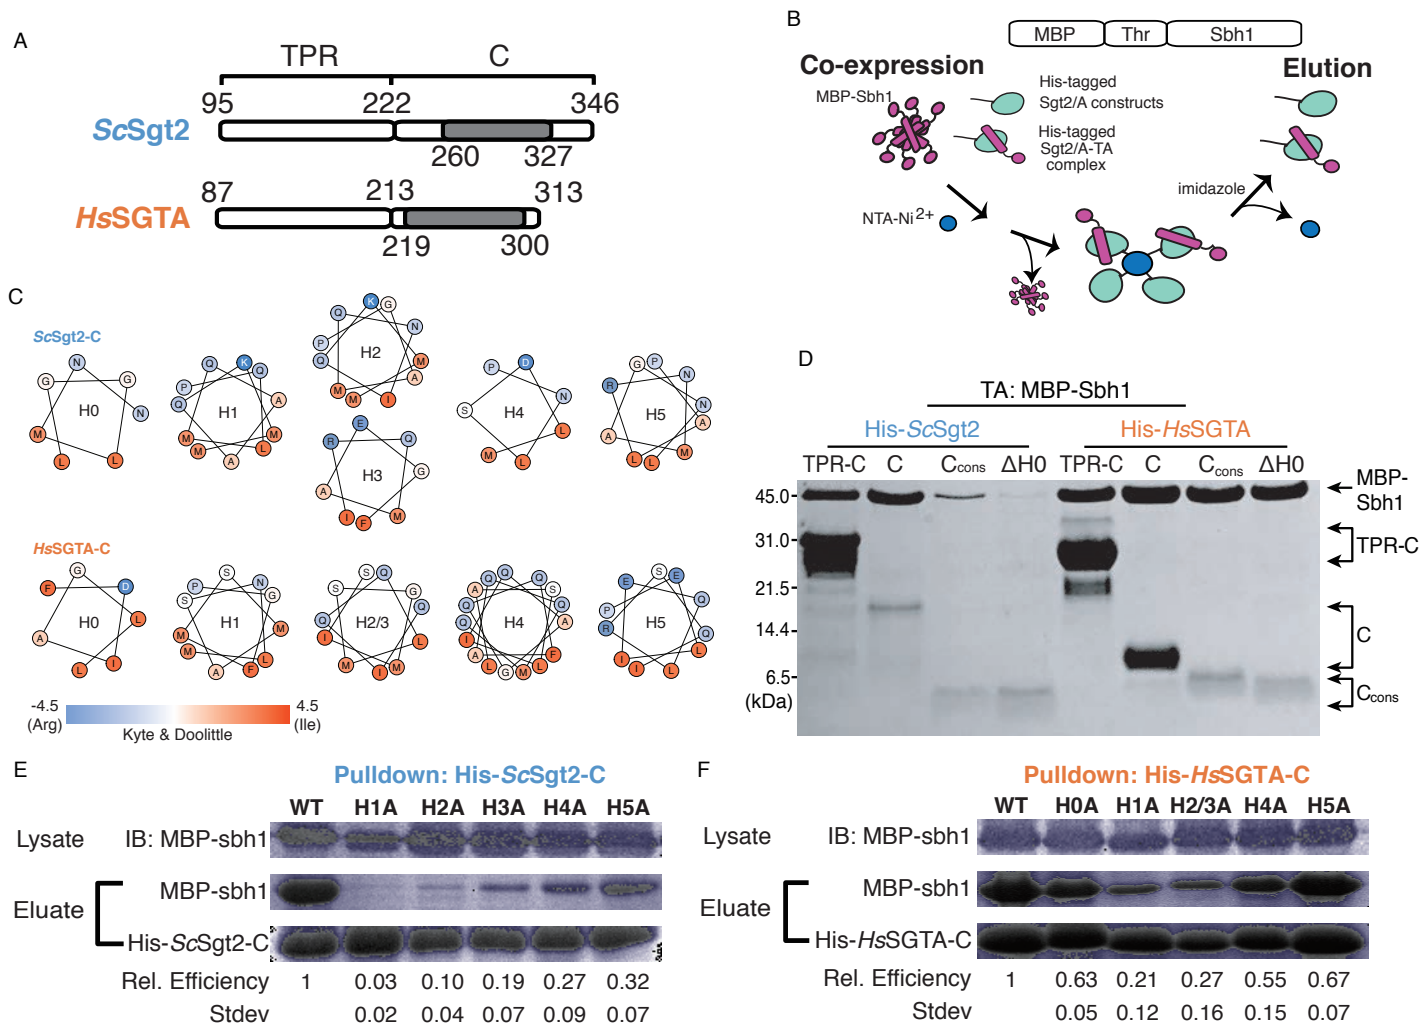 A
TPR C
95 222 346
ScSgt2
260 327
87 213 313
HsSGTA
219 300
B
MBP Thr Sbh1
Co-expression Elution
MBP-Sbh1
His-tagged
Sgt2/A constructs
His-tagged
Sgt2/A-TA
complex
imidazole
NTA-Ni2+
C
ScSgt2-C
H0 H1 H2 H3 H4 H5
HsSGTA-C
H0 H1 H2/3 H4 H5
-4.5 4.5
(Arg) (Ile)
Kyte & Doolittle
D
TA: MBP-Sbh1
His-ScSgt2 His-HsSGTA
TPR-C C Ccons ΔH0 TPR-C C Ccons ΔH0
45.0
31.0
21.5
14.4
6.5
(kDa)
MBP-
Sbh1
TPR-C
C
Ccons
E
Pulldown: His-ScSgt2-C
WT H1A H2A H3A H4A H5A
Lysate IB: MBP-sbh1
MBP-sbh1
Eluate
His-ScSgt2-C
Rel. Efficiency 1 0.03 0.10 0.19 0.27 0.32
Stdev 0.02 0.04 0.07 0.09 0.07
F
Pulldown: His-HsSGTA-C
WT H0A H1A H2/3A H4A H5A
Lysate IB: MBP-sbh1
MBP-sbh1
Eluate
His-HsSGTA-C
Rel. Efficiency 1 0.63 0.21 0.27 0.55 0.67
Stdev 0.05 0.12 0.16 0.15 0.07